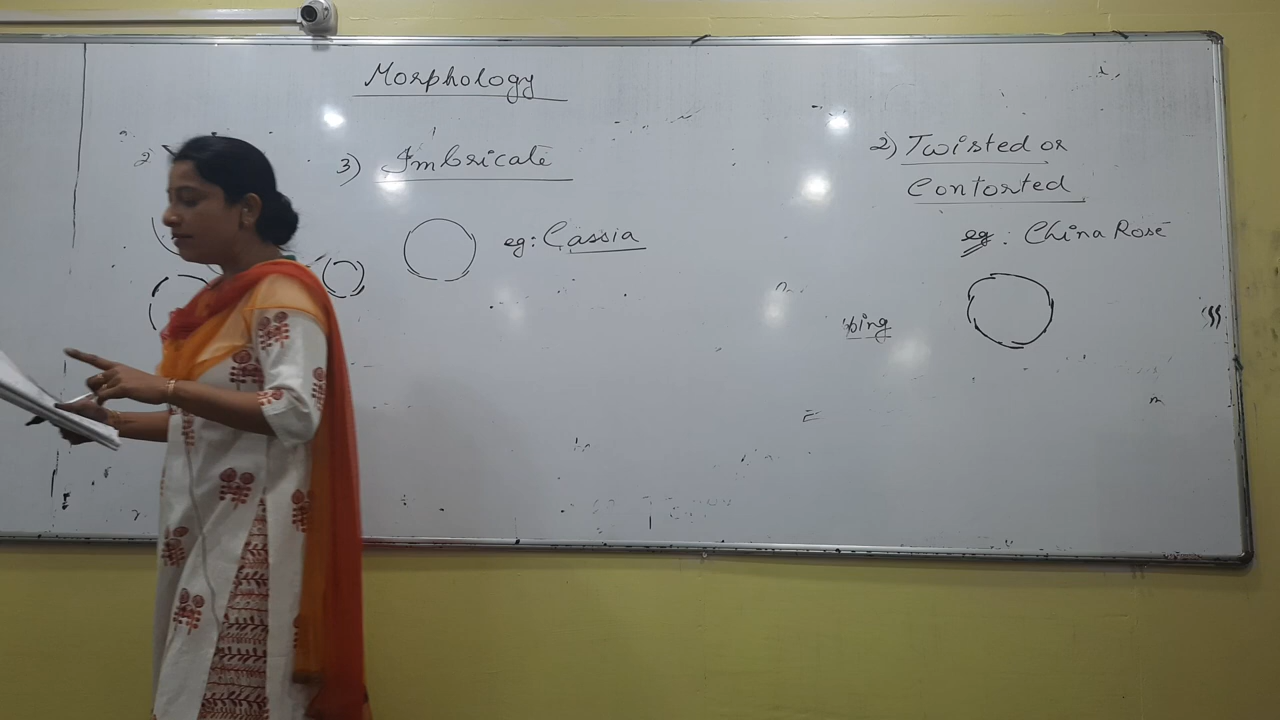 Morphology
3) Imbricate
eg: Cassia
2) Twisted or
Contorted
eg: China Rose